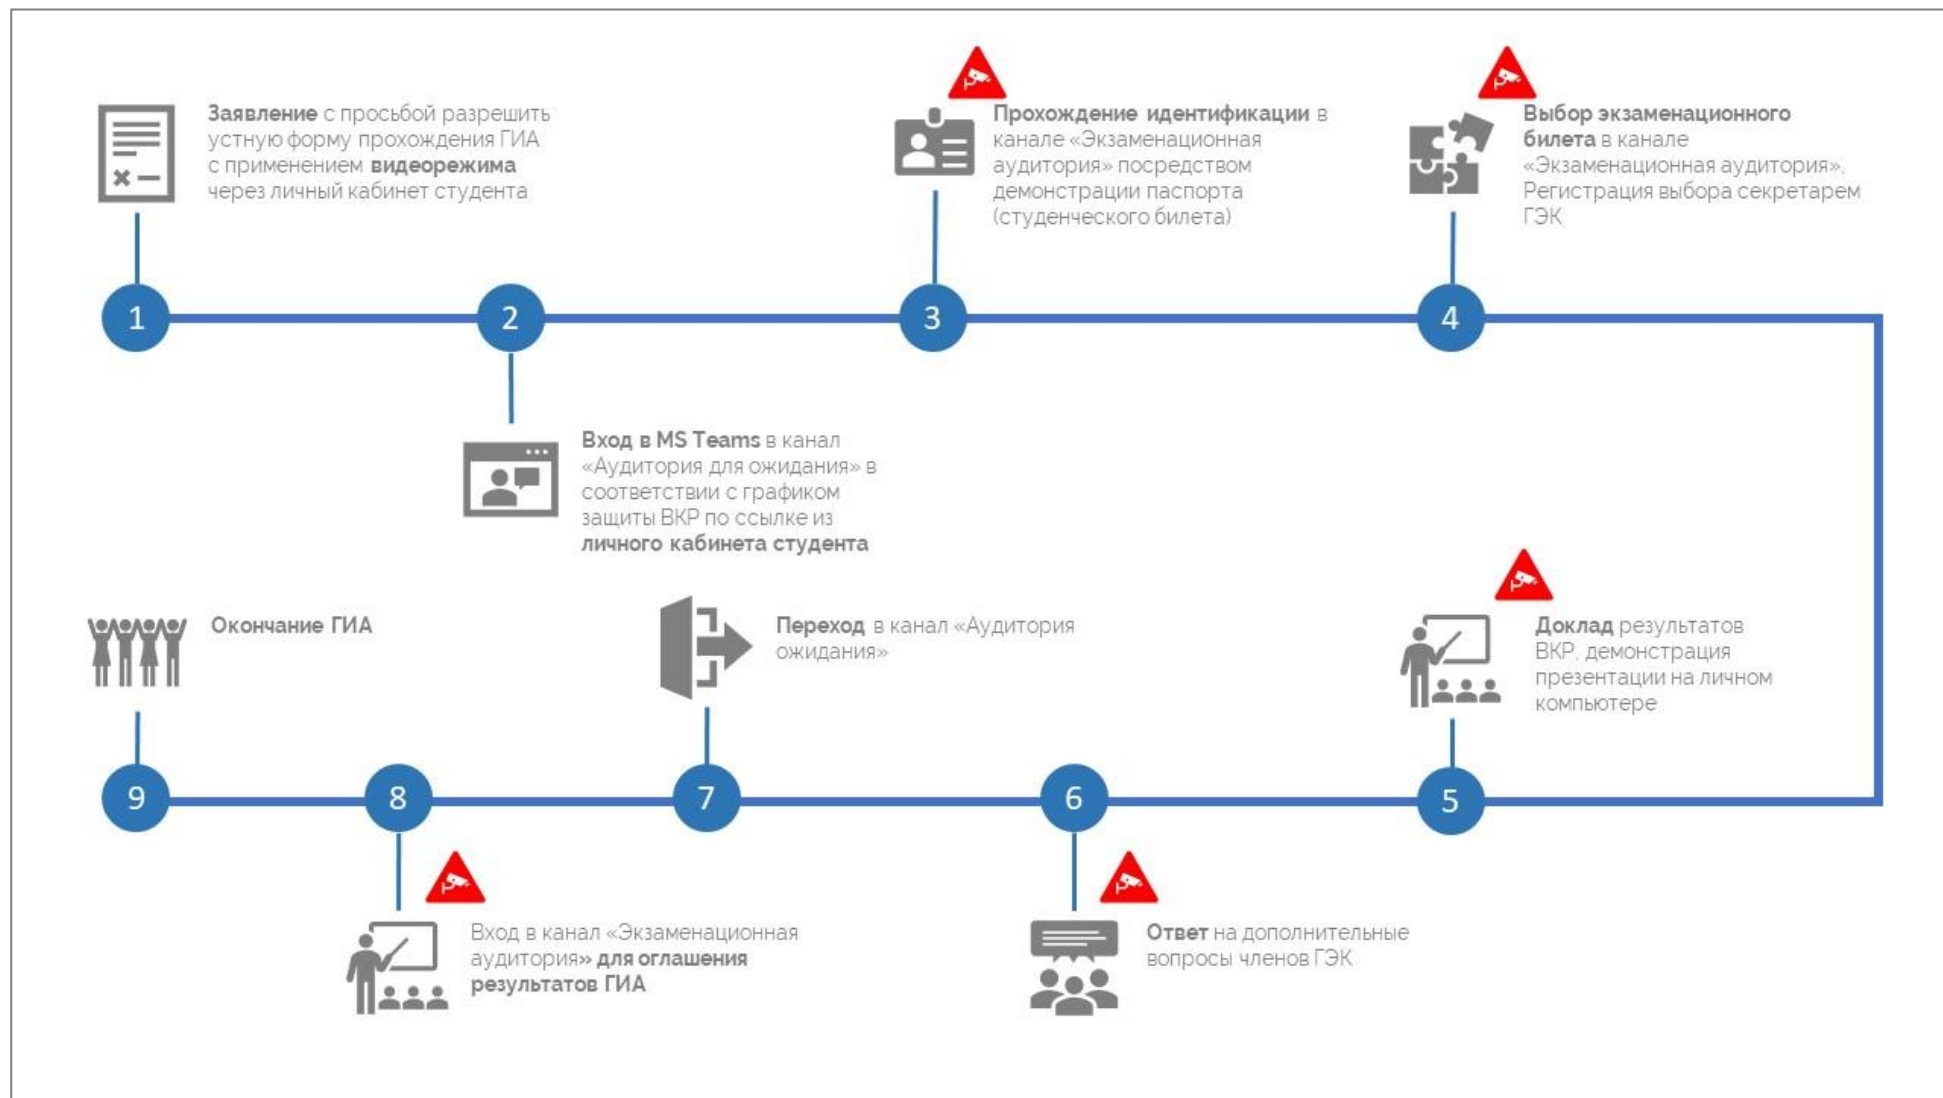 Заявление с просьбой разрешить
устную форму прохождения ГИА
с применением видеорежима
через личный кабинет студента
1
Вход в MS Teams в канал
«Аудитория для ожидания» в
соответствии с графиком
защиты ВКР по ссылке из
личного кабинета студента
2
Прохождение идентификации в
канале «Экзаменационная
аудитория» посредством
демонстрации паспорта
(студенческого билета)
3
Выбор экзаменационного
билета в канале
«Экзаменационная аудитория».
Регистрация выбора секретарем
ГЭК
4
Доклад результатов
ВКР, демонстрация
презентации на личном
компьютере
5
Ответ на дополнительные
вопросы членов ГЭК
6
Переход в канал «Аудитория
ожидания»
7
Вход в канал «Экзаменационная
аудитория» для оглашения
результатов ГИА
8
Окончание ГИА
9